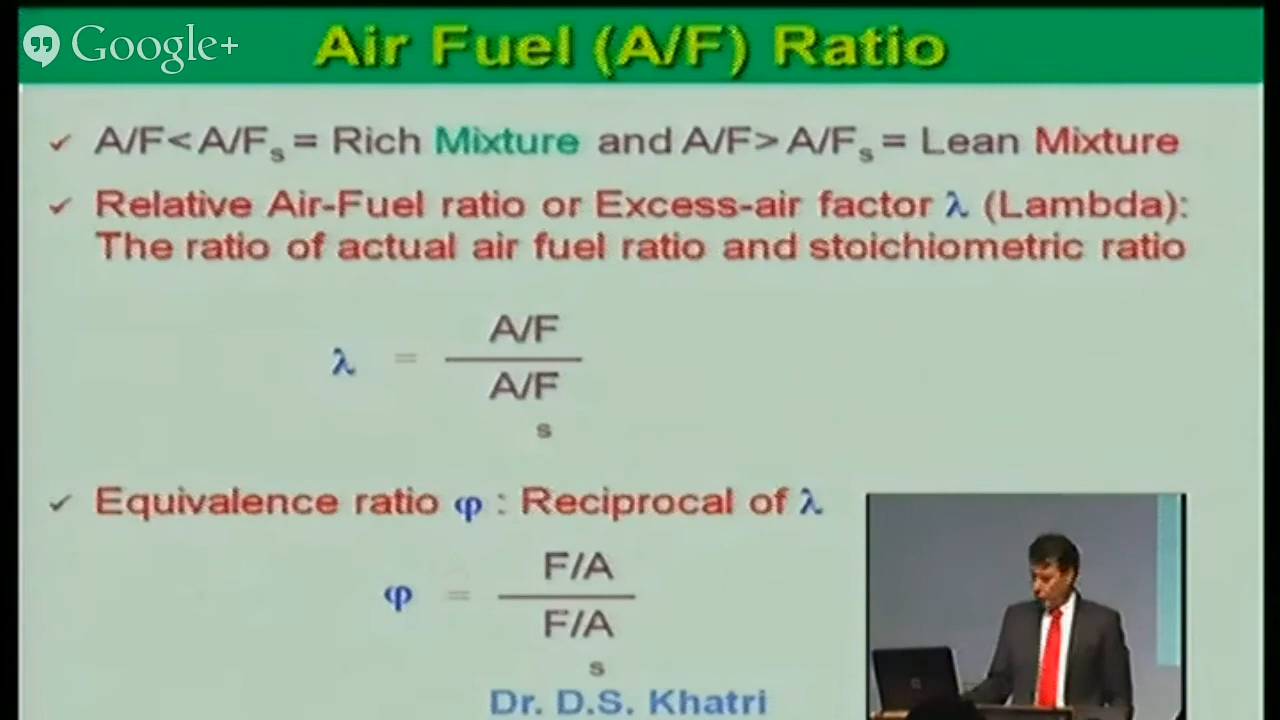 Google+
Air Fuel (A/F) Ratio
✓ A/F<A/Fs = Rich Mixture and A/F> A/Fs = Lean Mixture
✓ Relative Air-Fuel ratio or Excess-air factor λ (Lambda):
The ratio of actual air fuel ratio and stoichiometric ratio
λ = A/F
A/F
s
✓ Equivalence ratio φ : Reciprocal of λ
φ = F/A
F/A
s
Dr. D.S. Khatri